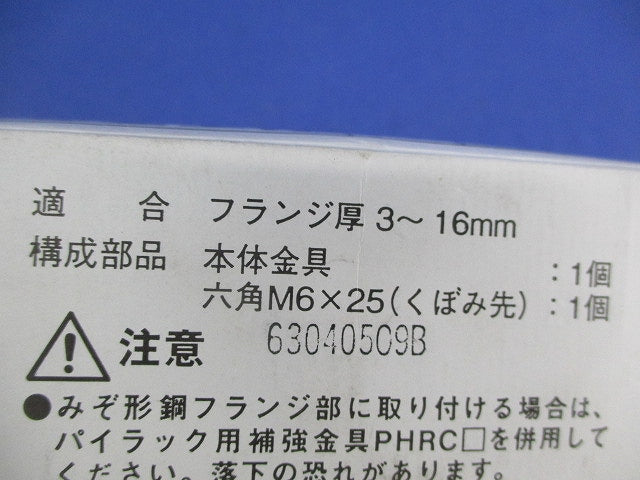 適　合　フランジ厚 3～16mm
構成部品　本体金具　：1個
六角M6×25(くぼみ先)：1個
注意　63040509B
●みぞ形鋼フランジ部に取り付ける場合は、
パイラック用補強金具PHRC□を併用して
ください。落下の恐れがあります。